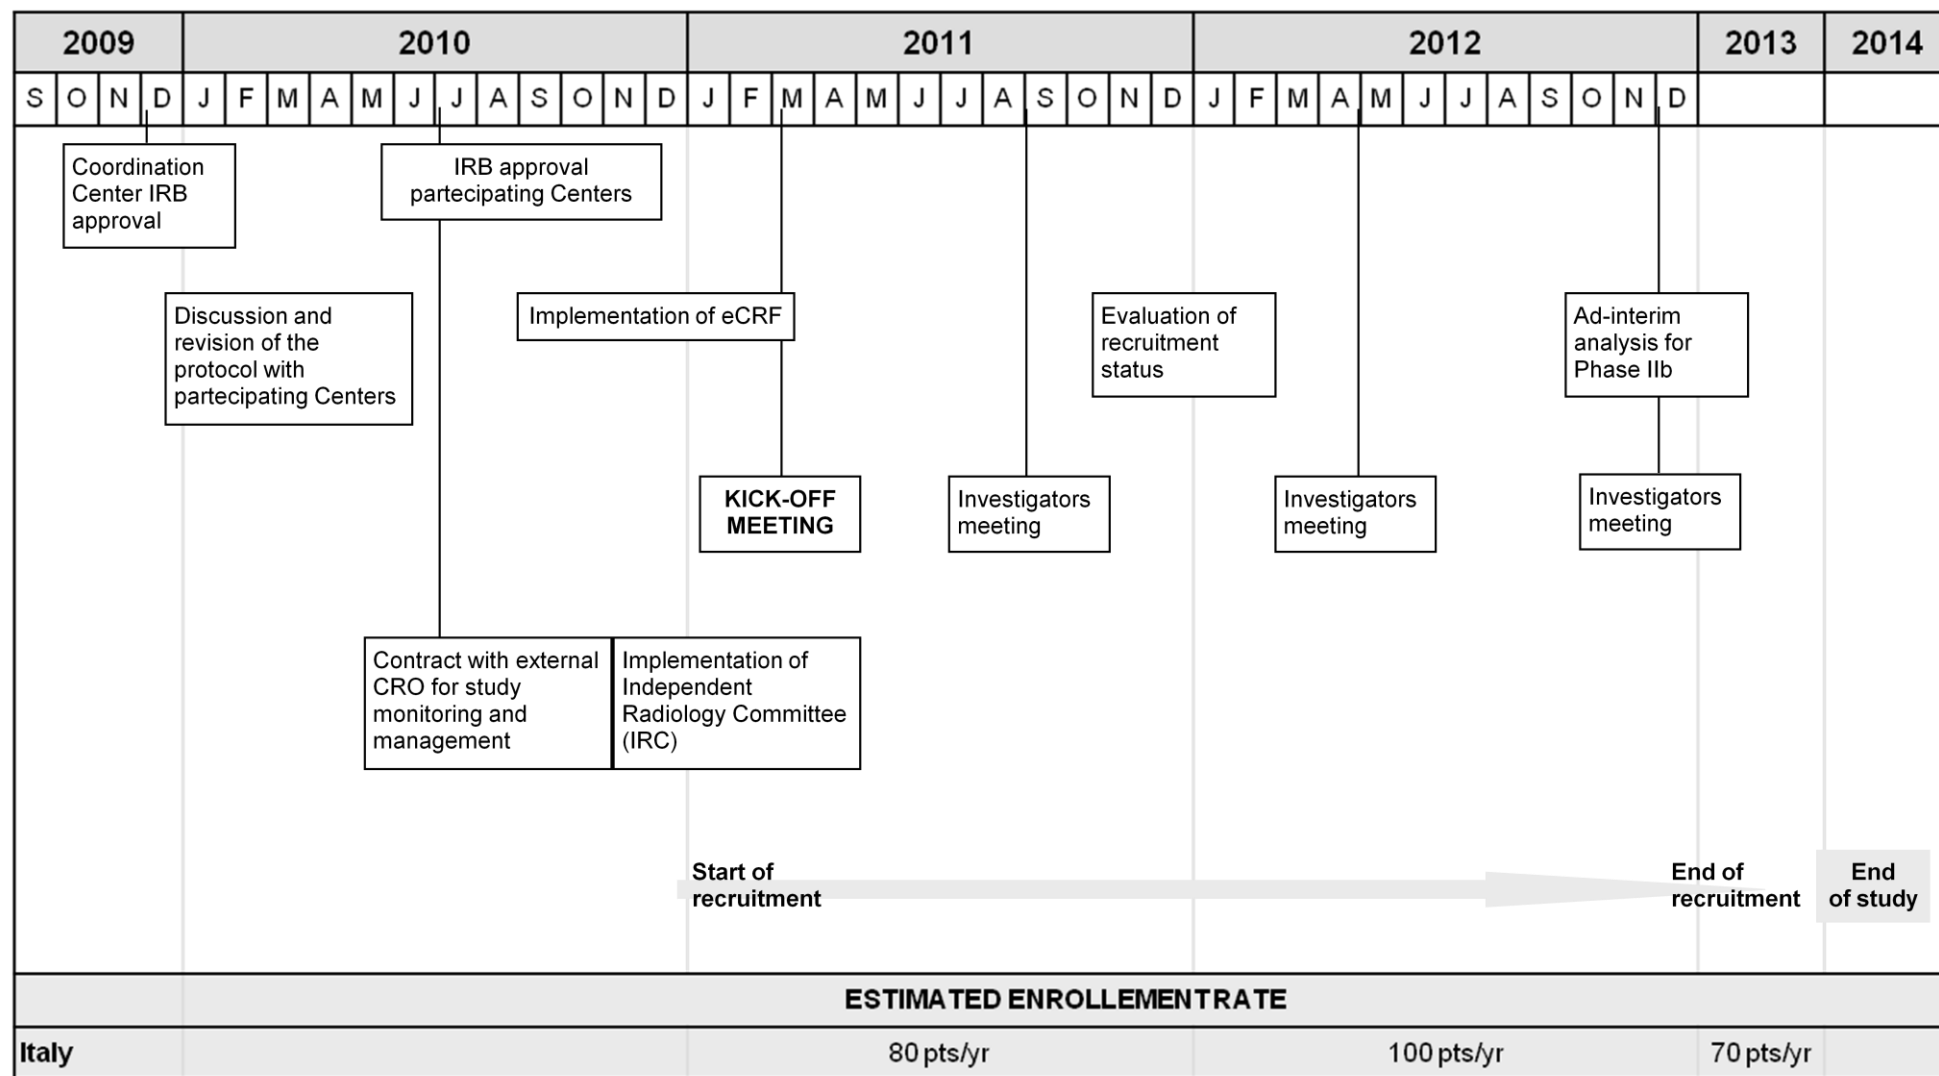 2009 2010 2011 2012 2013 2014
S O N D J F M A M J J A S O N D J F M A M J J A S O N D J F M A M J J A S O N D
Coordination
Center IRB
approval
IRB approval
partecipating Centers
Discussion and
revision of the
protocol with
partecipating Centers
Implementation of eCRF
Evaluation of
recruitment
status
Ad-interim
analysis for
Phase IIb
KICK-OFF
MEETING
Investigators
meeting
Investigators
meeting
Investigators
meeting
Contract with external
CRO for study
monitoring and
management
Implementation of
Independent
Radiology Committee
(IRC)
Start of
recruitment
End of
recruitment
End
of study
ESTIMATED ENROLLEMENT RATE
Italy 80 pts/yr 100 pts/yr 70 pts/yr